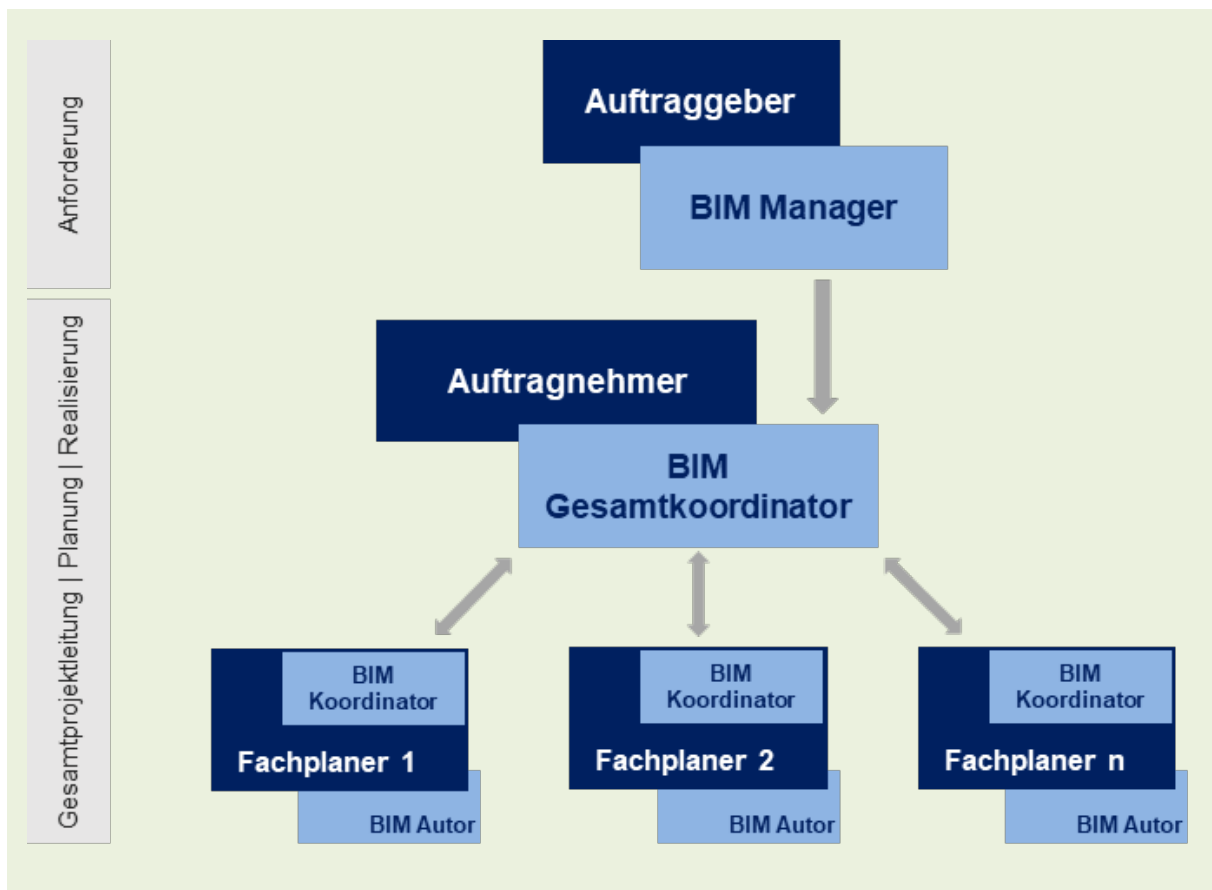 Anforderung
Auftraggeber
BIM Manager
Gesamtprojektleitung | Planung | Realisierung
Auftragnehmer
BIM
Gesamtkoordinator
BIM
Koordinator
Fachplaner 1
BIM Autor
BIM
Koordinator
Fachplaner 2
BIM Autor
BIM
Koordinator
Fachplaner n
BIM Autor